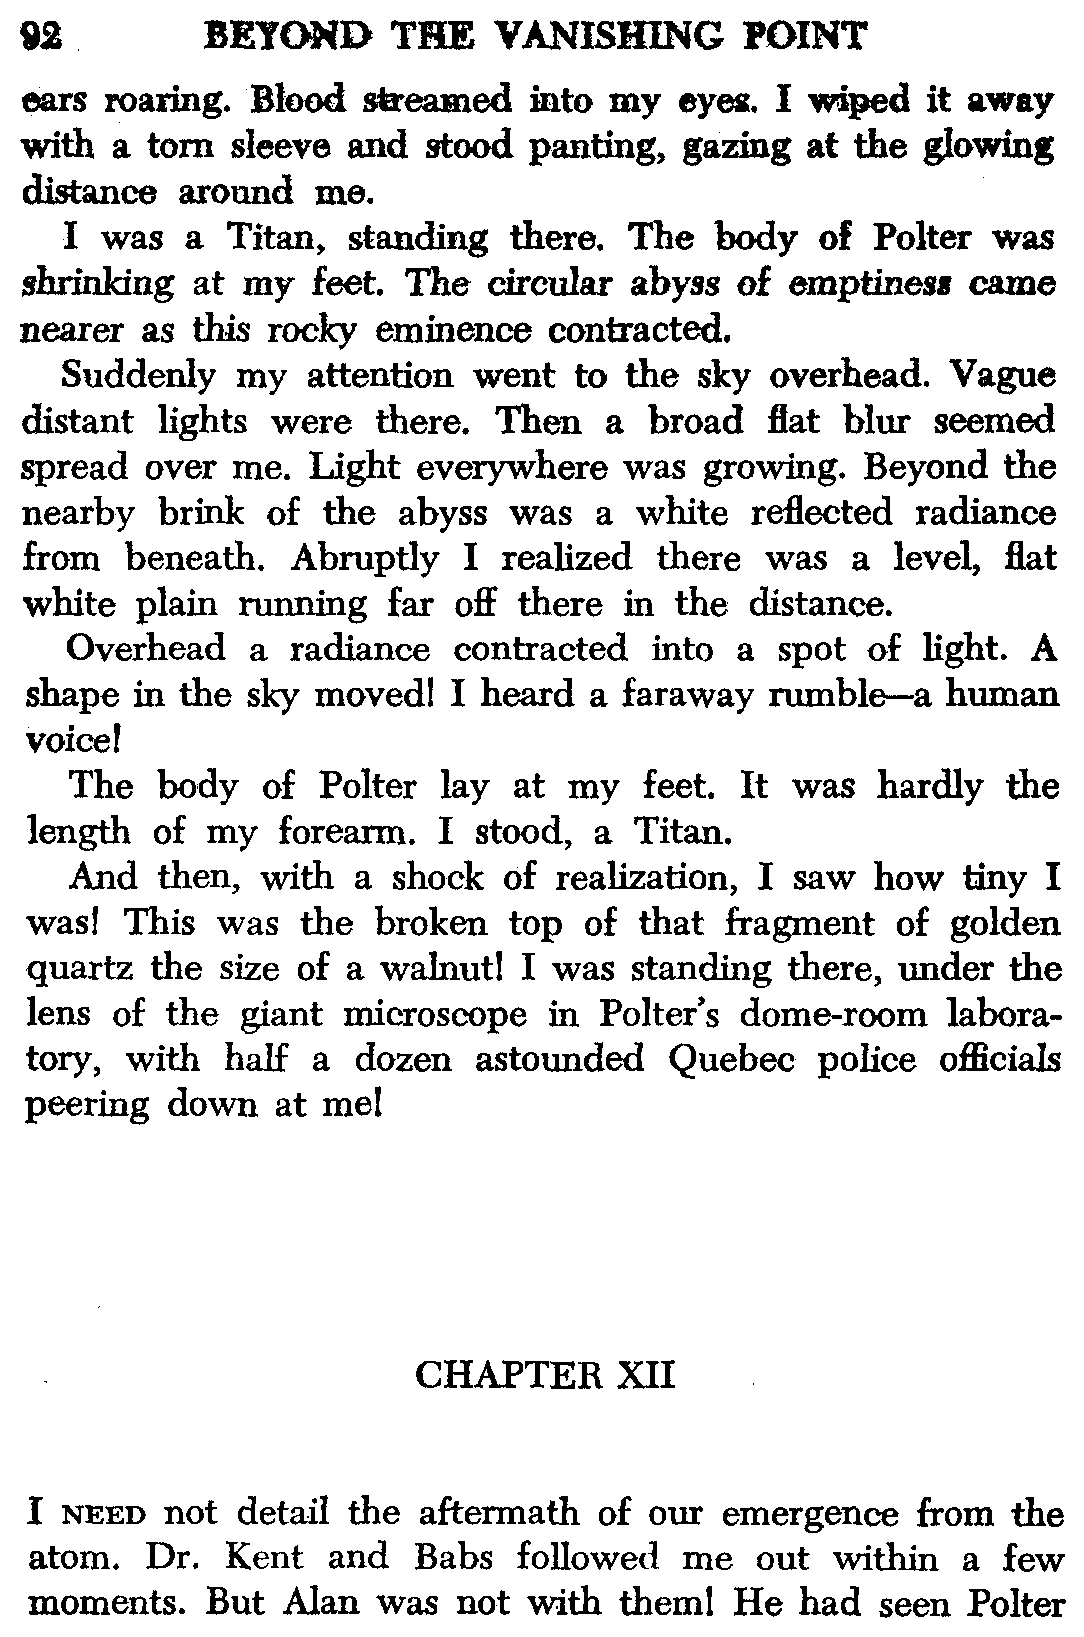 92 BEYOND THE VANISHING POINT
ears roaring. Blood streamed into my eyes. I wiped it away
with a torn sleeve and stood panting, gazing at the glowing
distance around me.
I was a Titan, standing there. The body of Polter was
shrinking at my feet. The circular abyss of emptiness came
nearer as this rocky eminence contracted.
Suddenly my attention went to the sky overhead. Vague
distant lights were there. Then a broad flat blur seemed
spread over me. Light everywhere was growing. Beyond the
nearby brink of the abyss was a white reflected radiance
from beneath. Abruptly I realized there was a level, flat
white plain running far off there in the distance.
Overhead a radiance contracted into a spot of light. A
shape in the sky moved! I heard a faraway rumble—a human
voice!
The body of Polter lay at my feet. It was hardly the
length of my forearm. I stood, a Titan.
And then, with a shock of realization, I saw how tiny I
was! This was the broken top of that fragment of golden
quartz the size of a walnut! I was standing there, under the
lens of the giant microscope in Polter's dome-room labora-
tory, with half a dozen astounded Quebec police officials
peering down at me!
CHAPTER XII
I NEED not detail the aftermath of our emergence from the
atom. Dr. Kent and Babs followed me out within a few
moments. But Alan was not with them! He had seen Polter